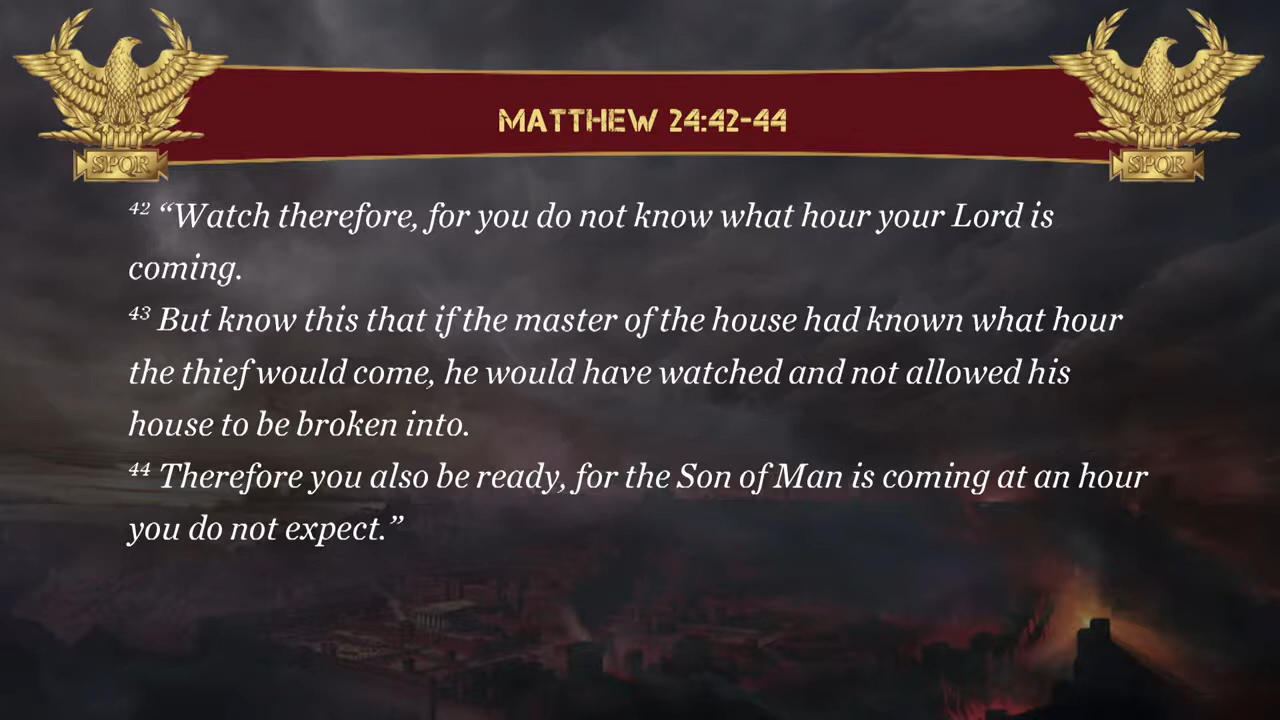 SPQR
MATTHEW 24:42-44
SPQR
⁴² “Watch therefore, for you do not know what hour your Lord is
coming.
⁴³ But know this that if the master of the house had known what hour
the thief would come, he would have watched and not allowed his
house to be broken into.
⁴⁴ Therefore you also be ready, for the Son of Man is coming at an hour
you do not expect.”